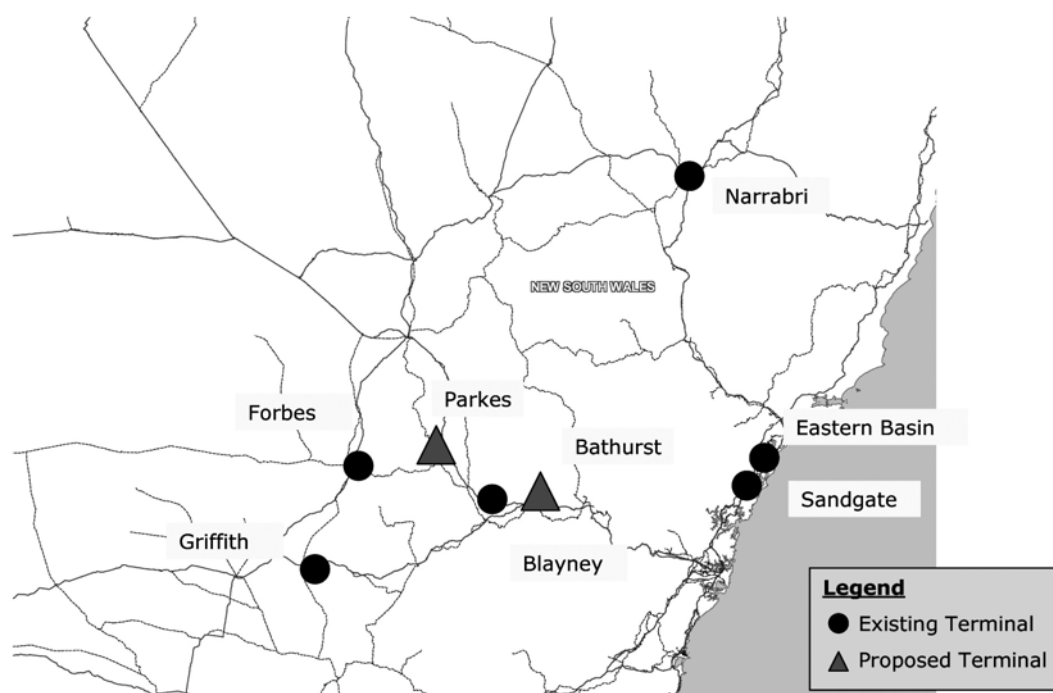 Narrabri
NEW SOUTH WALES
Parkes
Forbes
Eastern Basin
Bathurst
Sandgate
Griffith
Blayney
Legend
Existing Terminal
Proposed Terminal